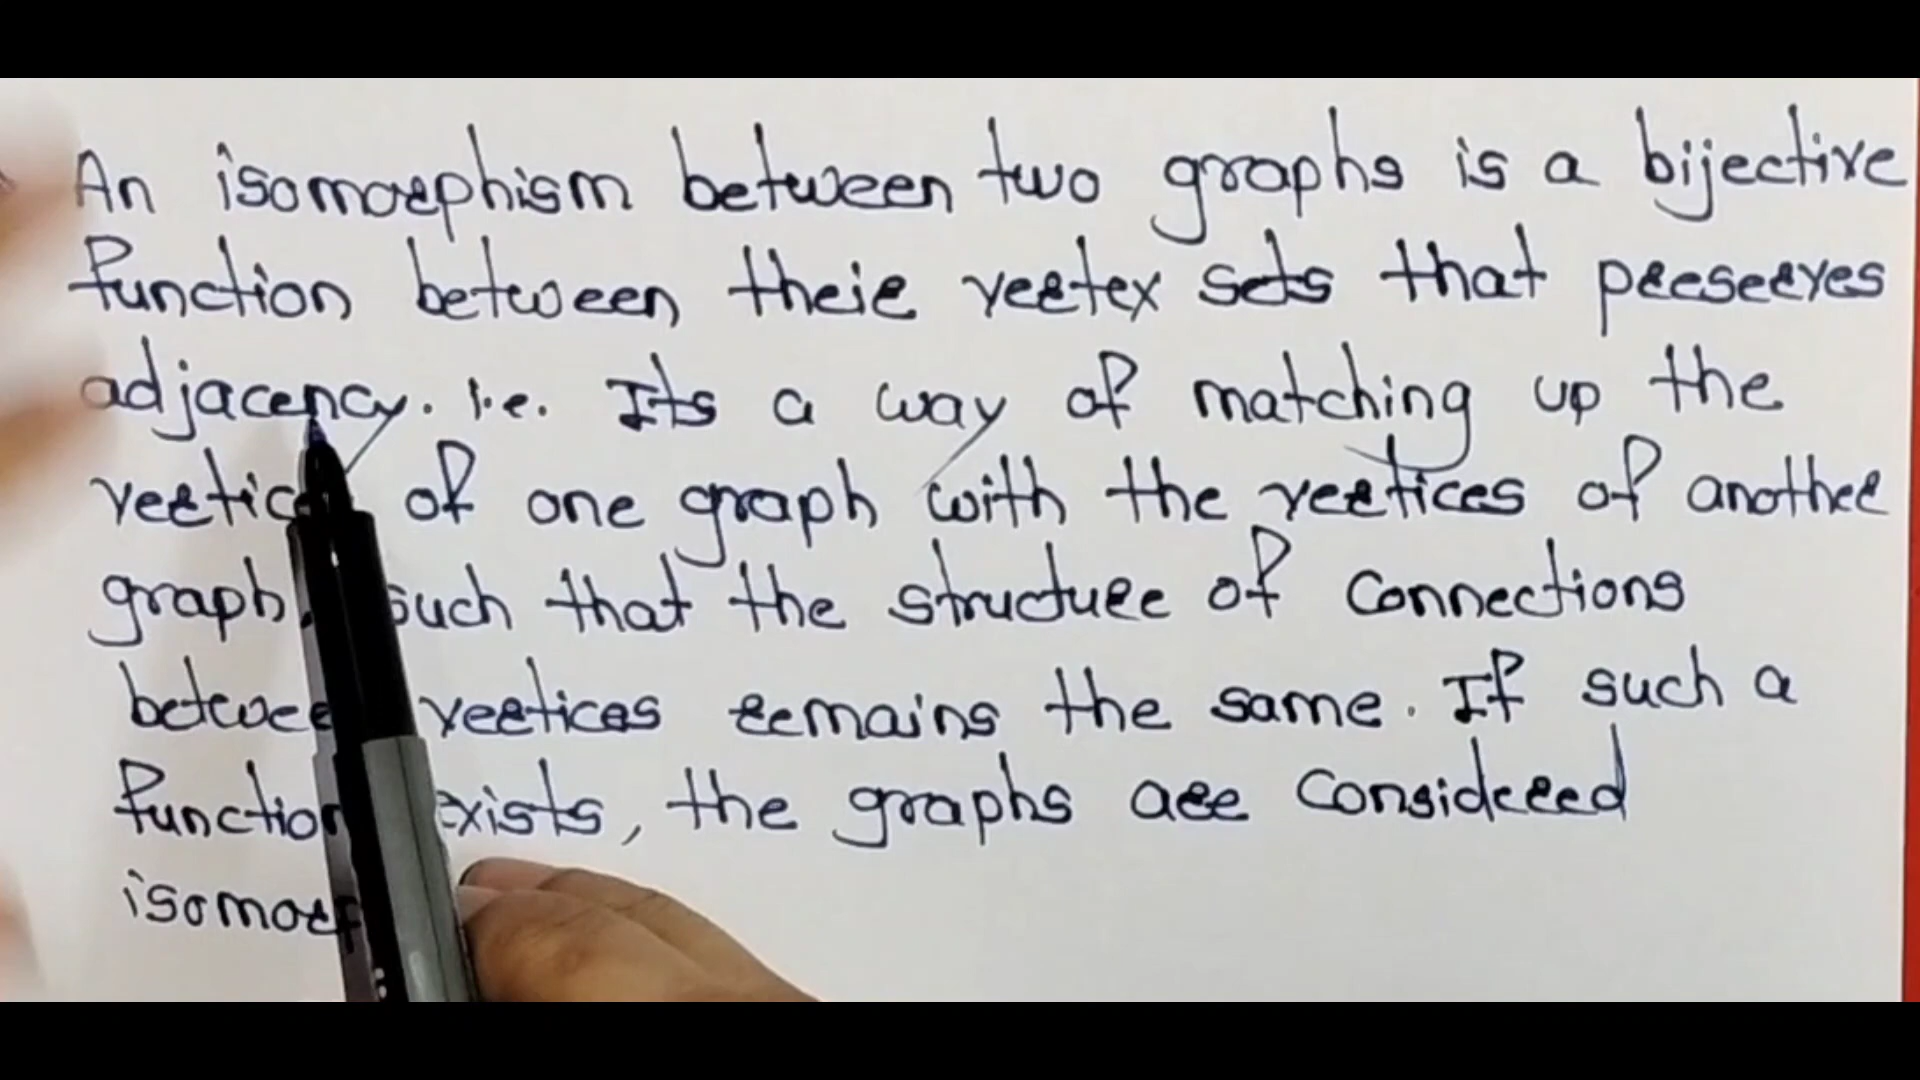 An isomorphism between two graphs is a bijective
function between their vertex sets that preserves
adjacency. i.e. Its a way of matching up the
of one graph with the vertices of another
graph, such that the structure of connections
vertices remains the same. If such a
exists, the graphs are considered